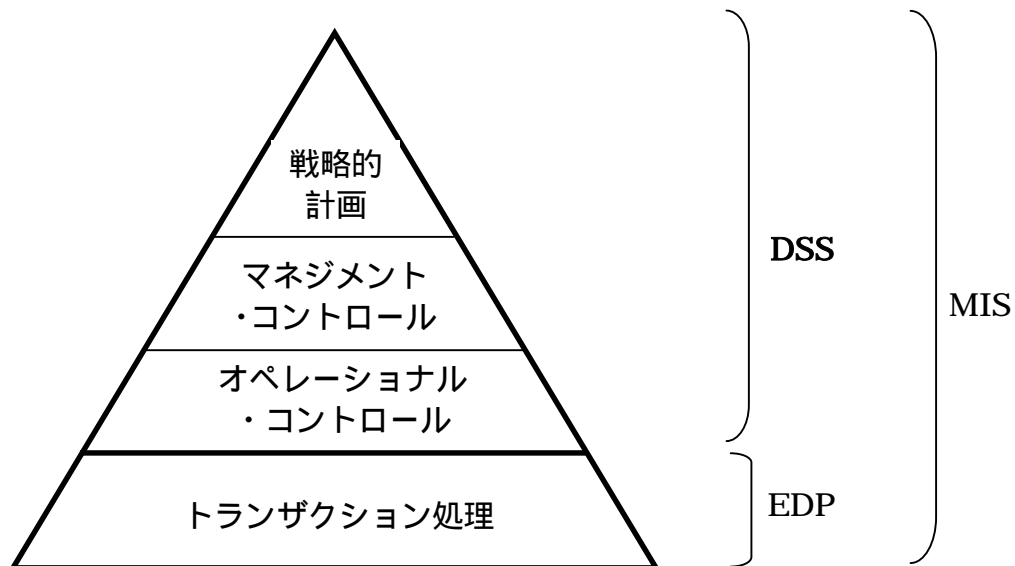 戦略的
計画
マネジメント
・コントロール
オペレーショナル
・コントロール
トランザクション処理
DSS
EDP
MIS